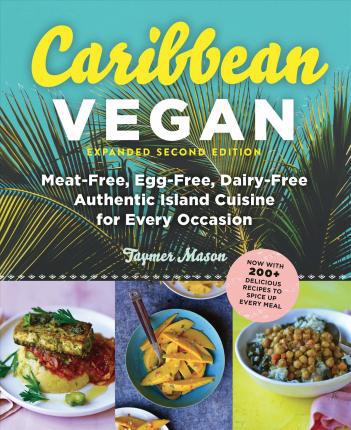 Caribbean
VEGAN
EXPANDED SECOND EDITION
Meat-Free, Egg-Free, Dairy-Free
Authentic Island Cuisine
for Every Occasion
Taymer Mason
NOW WITH
200+
DELICIOUS
RECIPES TO
SPICE UP
EVERY MEAL